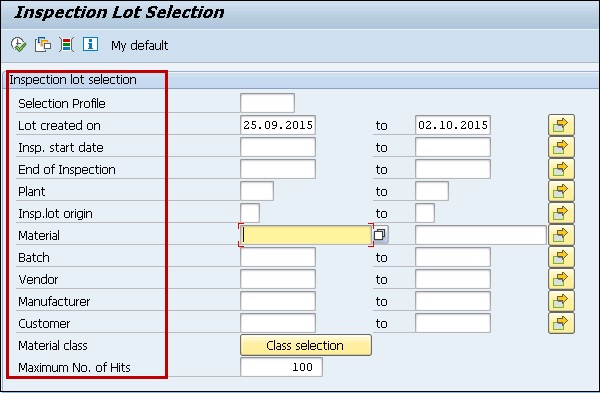 Inspection Lot Selection
My default
Inspection lot selection
Selection Profile
Lot created on 25.09.2015 to 02.10.2015
Insp. start date to
End of Inspection to
Plant to
Insp.lot origin to
Material to
Batch to
Vendor to
Manufacturer to
Customer to
Material class Class selection
Maximum No. of Hits 100